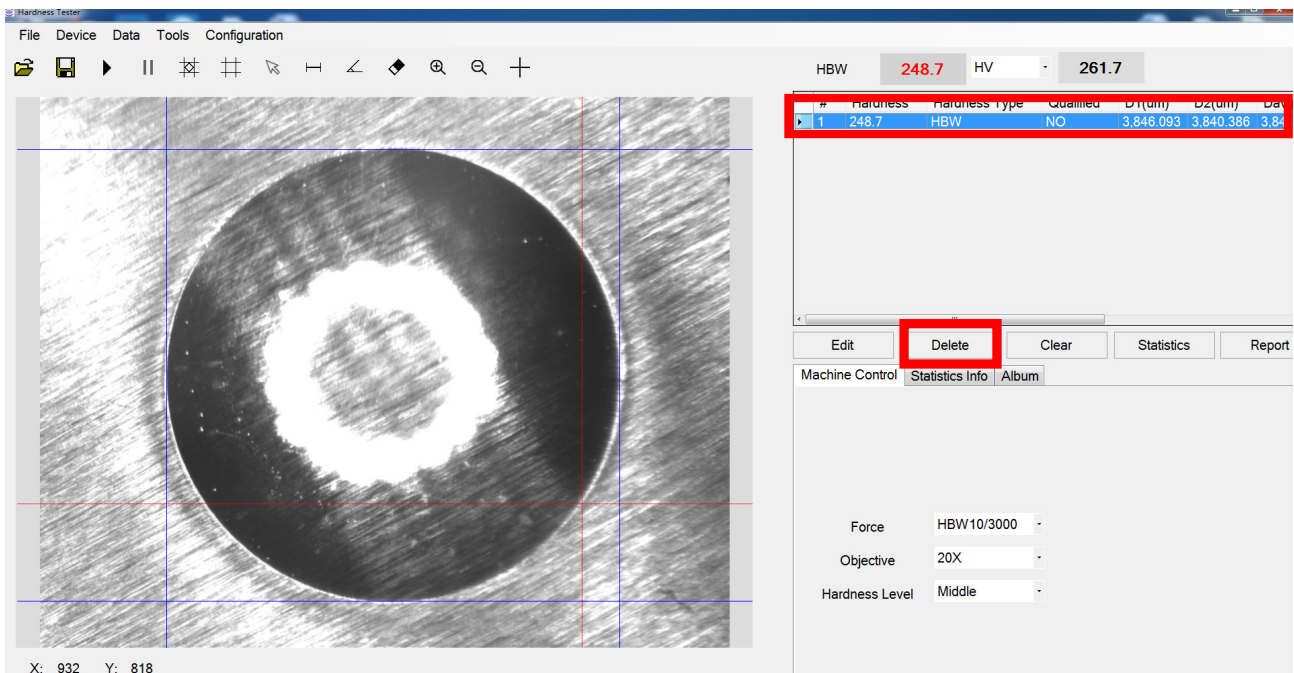 Hardness Tester
File Device Data Tools Configuration
HBW 248.7 HV 261.7
# Hardness Hardness Type Qualified D1(um) D2(um)
1 248.7 HBW NO 3,846.093 3,840.386 3,84
Edit Delete Clear Statistics Report
Machine Control Statistics Info Album
Force HBW10/3000
Objective 20X
Hardness Level Middle
X: 932 Y: 818